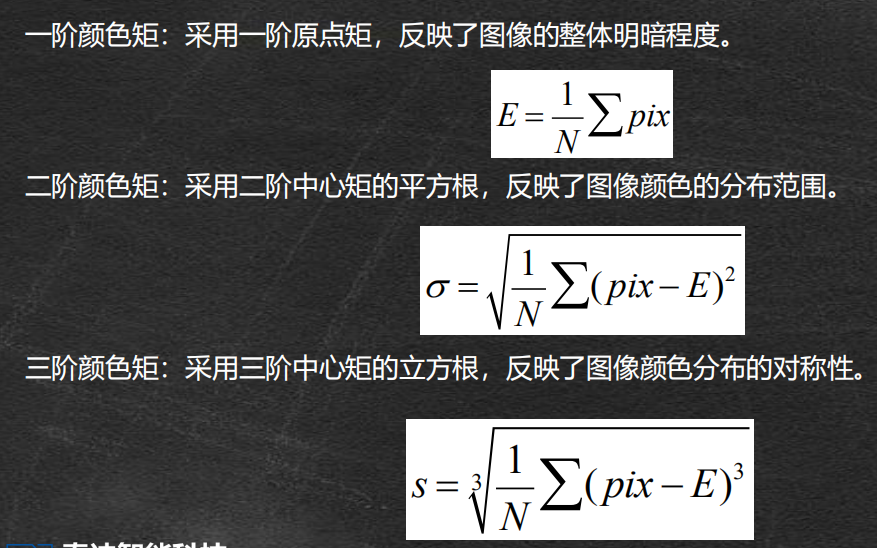 一阶颜色矩：采用一阶原点矩，反映了图像的整体明暗程度。
E = \frac{1}{N} \sum pix
二阶颜色矩：采用二阶中心矩的平方根，反映了图像颜色的分布范围。
σ = \sqrt{\frac{1}{N} \sum (pix - E)^2}
三阶颜色矩：采用三阶中心矩的立方根，反映了图像颜色分布的对称性。
s = \sqrt[3]{\frac{1}{N} \sum (pix - E)^3}